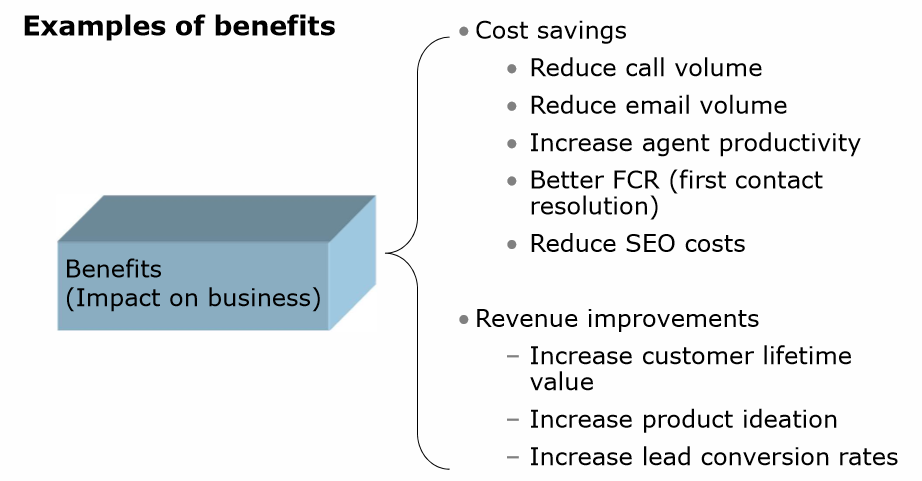 Examples of benefits
Benefits
(Impact on business)
• Cost savings
• Reduce call volume
• Reduce email volume
• Increase agent productivity
• Better FCR (first contact
resolution)
• Reduce SEO costs
• Revenue improvements
– Increase customer lifetime
value
– Increase product ideation
– Increase lead conversion rates